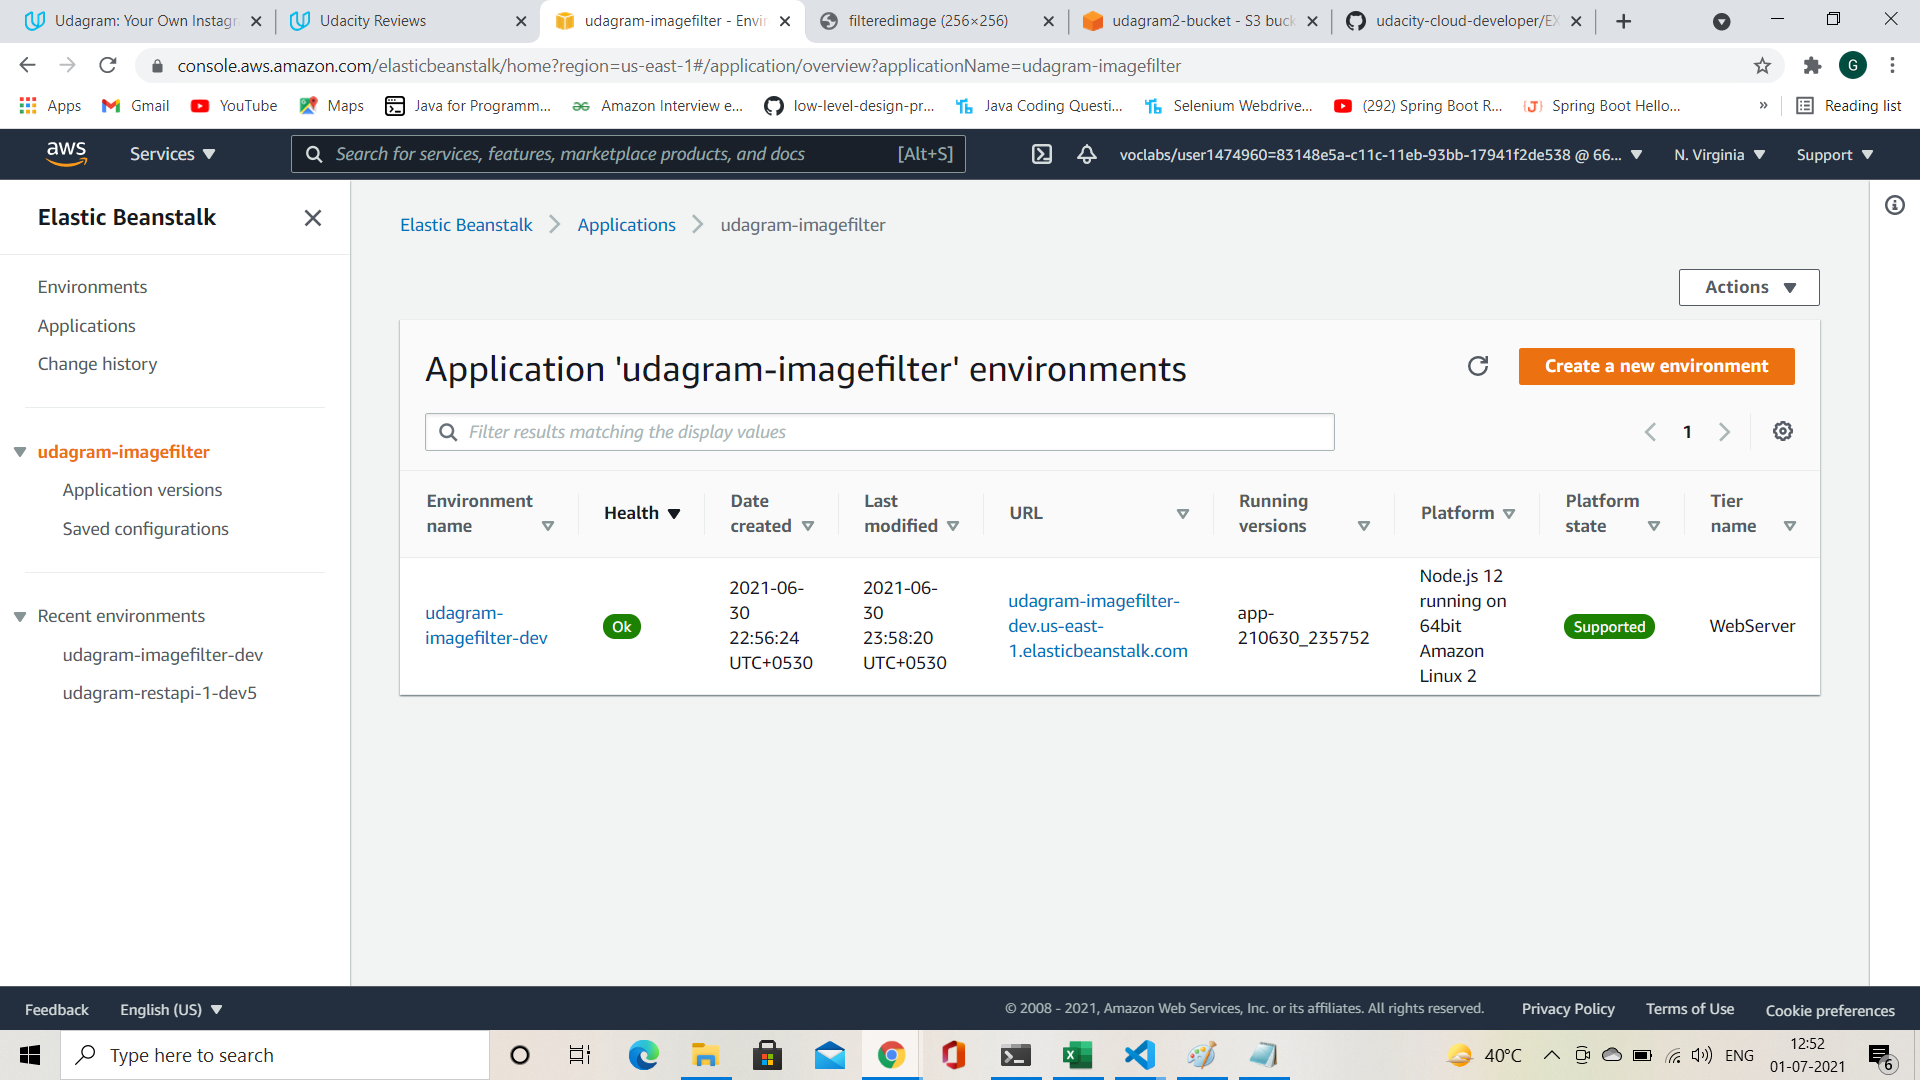 Udagram: Your Own Instagr
Udacity Reviews
udagram-imagefilter - Envir
filteredimage (256×256)
udagram2-bucket - S3 buck
udacity-cloud-developer/EX
console.aws.amazon.com/elasticbeanstalk/home?region=us-east-1#/application/overview?applicationName=udagram-imagefilter
G
Apps
Gmail
YouTube
Maps
Java for Programm...
Amazon Interview e...
low-level-design-pr...
Java Coding Questi...
Selenium Webdrive...
(292) Spring Boot R...
Spring Boot Hello...
»
Reading list
aws
Services
Search for services, features, marketplace products, and docs
[Alt+S]
voclabs/user1474960=83148e5a-c11c-11eb-93bb-17941f2de538 @ 66...
N. Virginia
Support
Elastic Beanstalk
Environments
Applications
Change history
udagram-imagefilter
Application versions
Saved configurations
Recent environments
udagram-imagefilter-dev
udagram-restapi-1-dev5
Elastic Beanstalk
Applications
udagram-imagefilter
Actions
Application 'udagram-imagefilter' environments
Create a new environment
Filter results matching the display values
1
Environment
name
Health
Date
created
Last
modified
URL
Running
versions
Platform
Platform
state
Tier
name
udagram-
imagefilter-dev
Ok
2021-06-
30
22:56:24
UTC+0530
2021-06-
30
23:58:20
UTC+0530
udagram-imagefilter-
dev.us-east-
1.elasticbeanstalk.com
app-
210630_235752
Node.js 12
running on
64bit
Amazon
Linux 2
Supported
WebServer
Feedback
English (US)
© 2008 - 2021, Amazon Web Services, Inc. or its affiliates. All rights reserved.
Privacy Policy
Terms of Use
Cookie preferences
Type here to search
40°C
ENG
12:52
01-07-2021
6